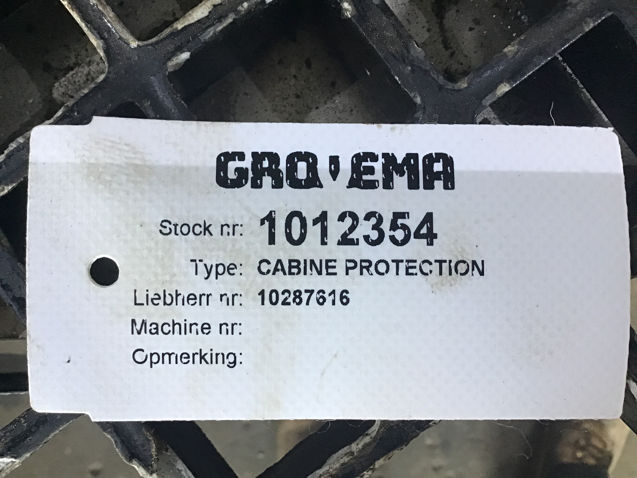 GRO'EMA
Stock nr: 1012354
Type: CABINE PROTECTION
Liebherr nr: 10287616
Machine nr:
Opmerking: